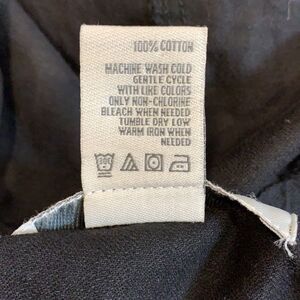 100% COTTON
MACHINE WASH COLD
GENTLE CYCLE
WITH LIKE COLORS
ONLY NON-CHLORINE
BLEACH WHEN NEEDED
TUMBLE DRY LOW
WARM IRON WHEN
NEEDED